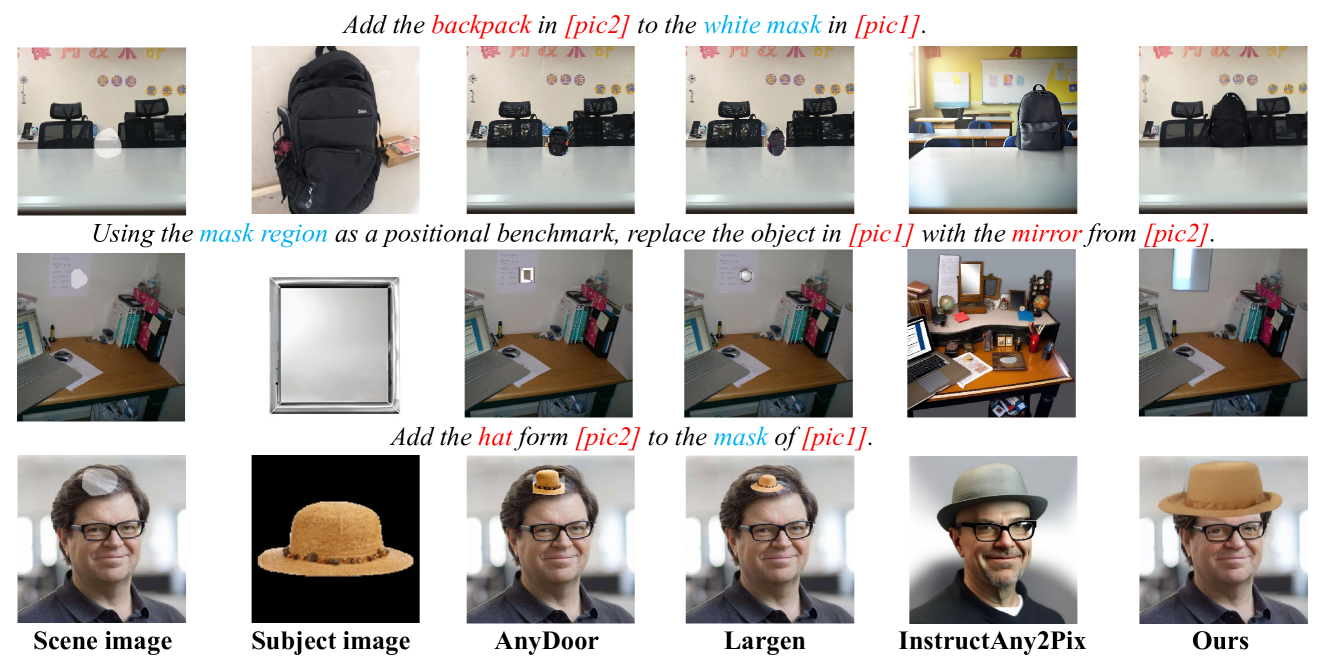 Add the backpack in [pic2] to the white mask in [pic1].
Using the mask region as a positional benchmark, replace the object in [pic1] with the mirror from [pic2].
Add the hat form [pic2] to the mask of [pic1].
Scene image
Subject image
AnyDoor
Largen
InstructAny2Pix
Ours